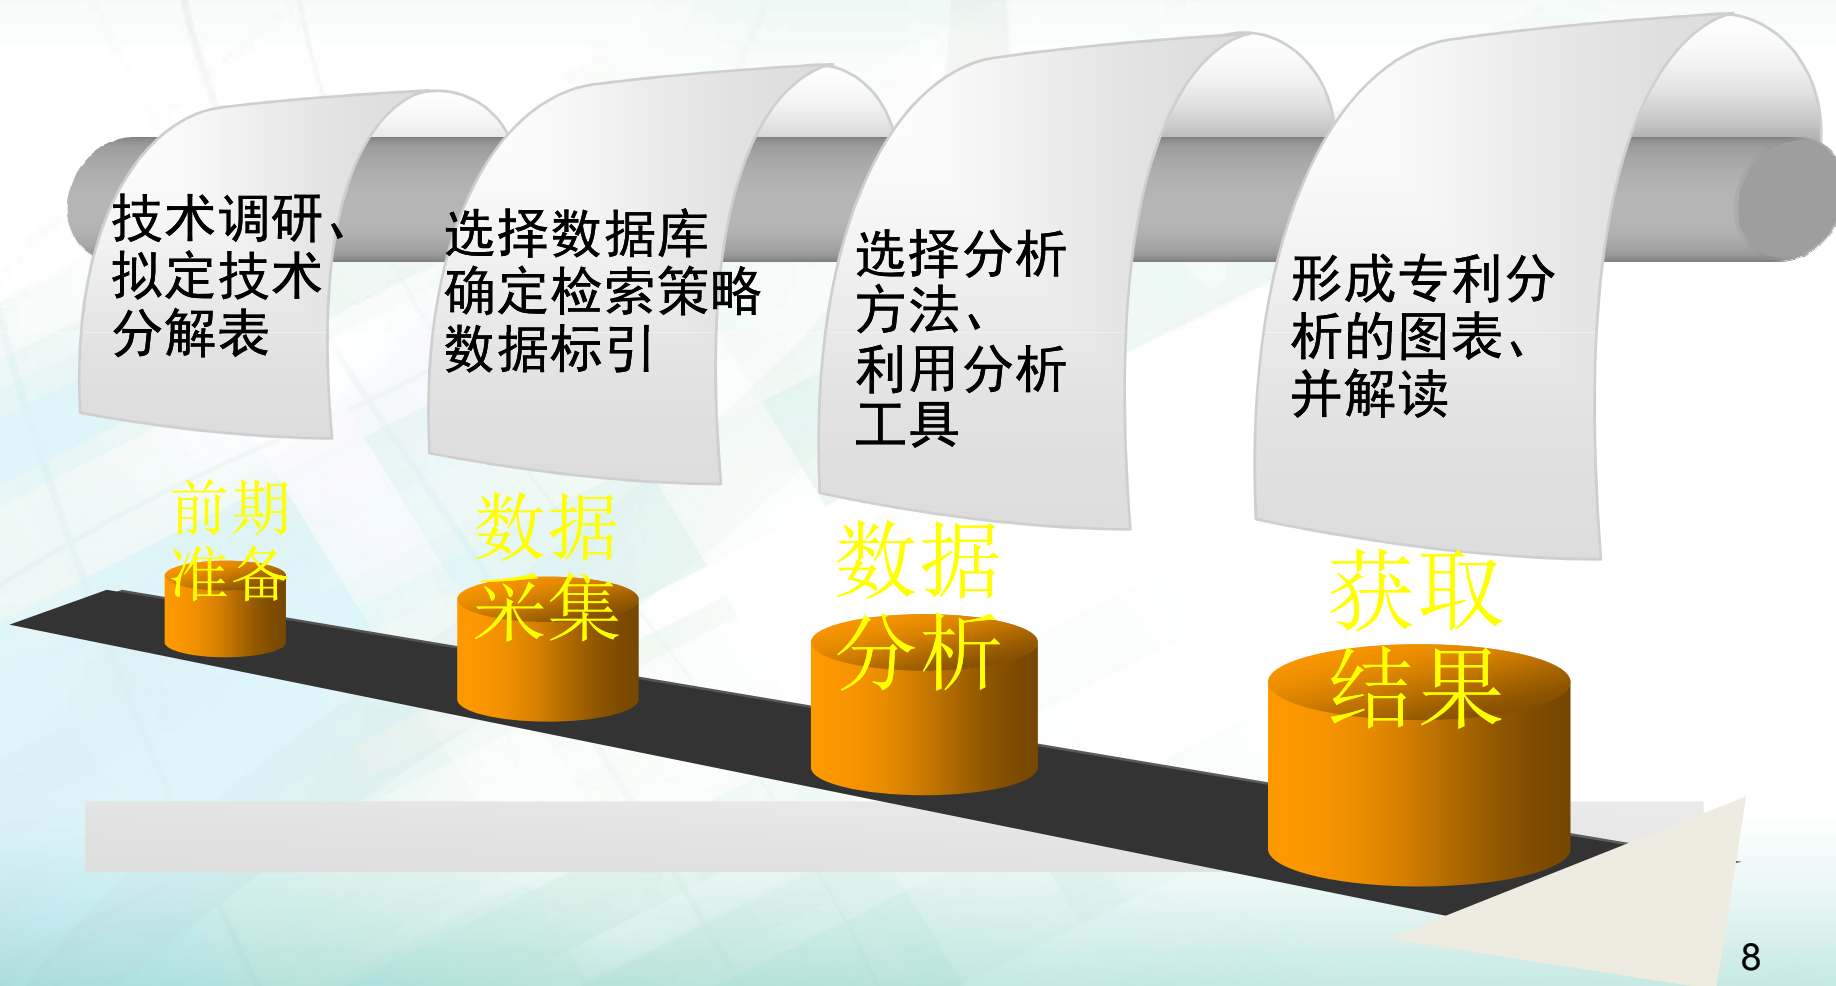 技术调研、
拟定技术
分解表
选择数据库
确定检索策略
数据标引
选择分析
方法、
利用分析
工具
形成专利分
析的图表、
并解读
前期
准备
数据
采集
数据
分析
获取
结果
8